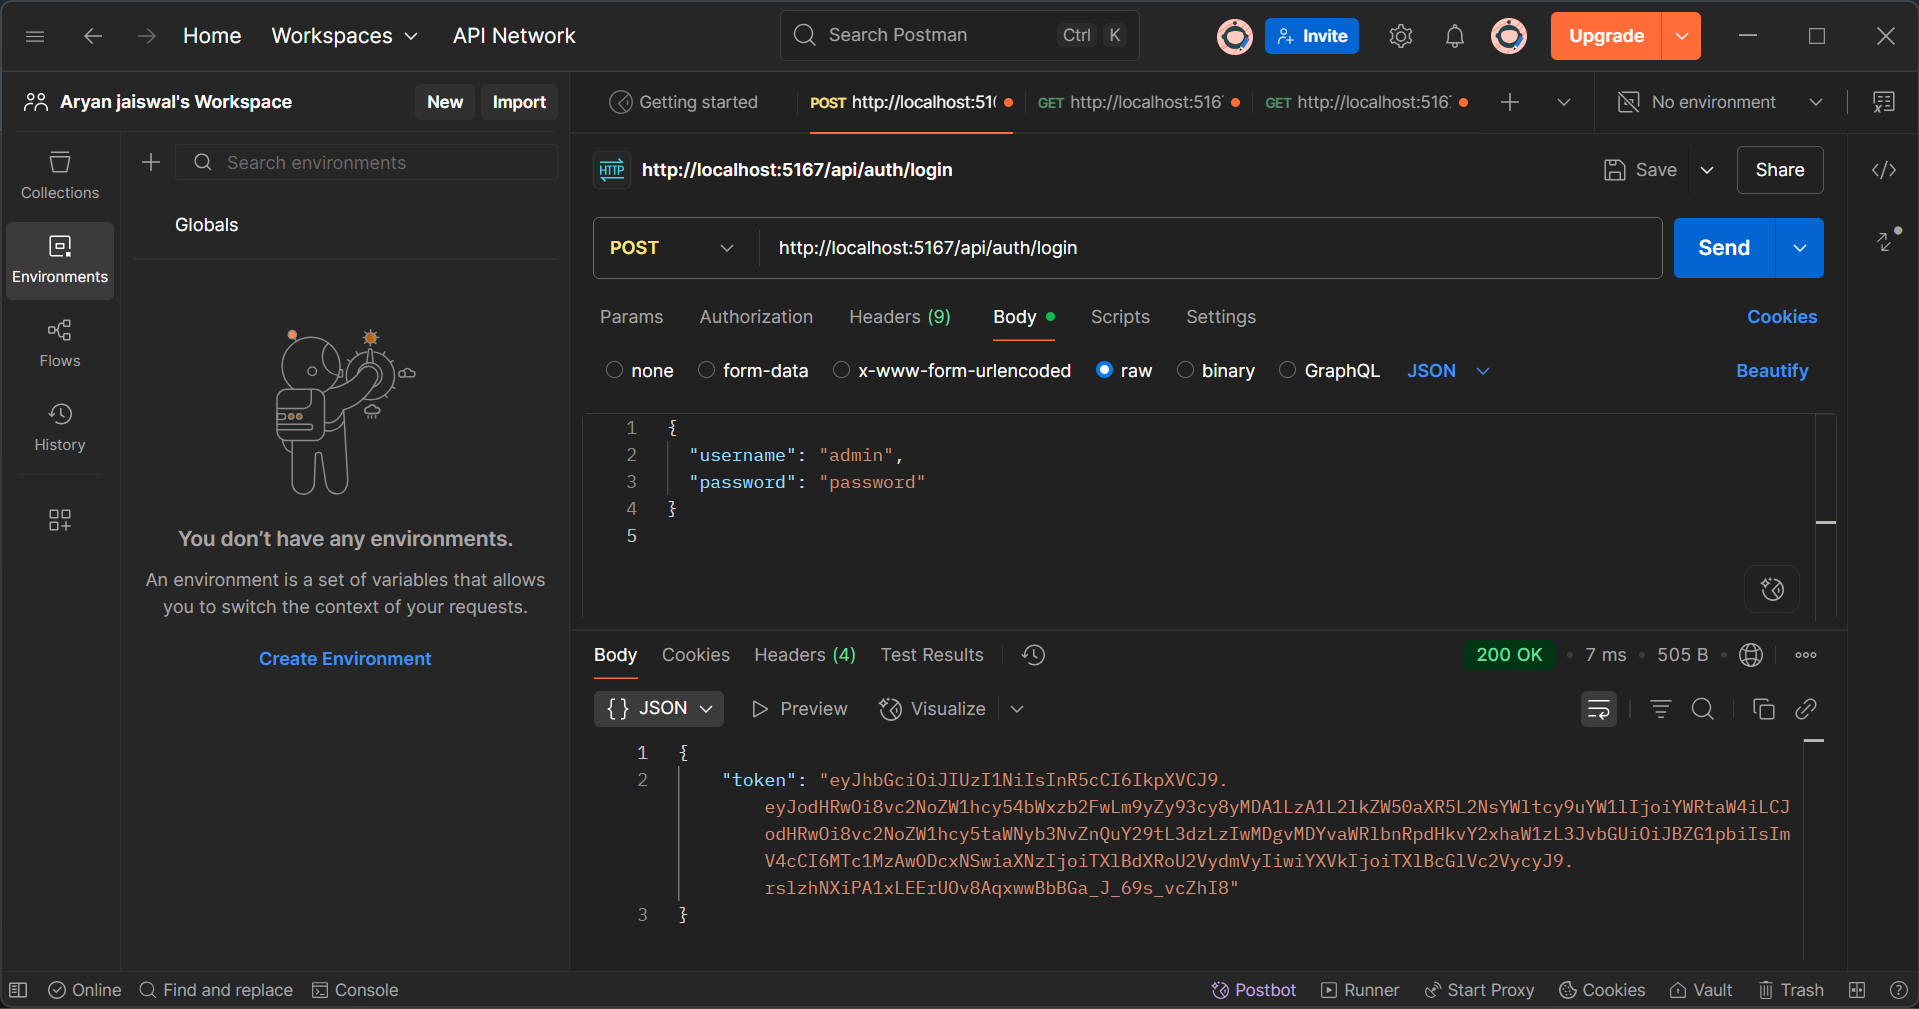 Home
Workspaces
API Network
Search Postman
Ctrl K
Invite
Upgrade
Aryan jaiswal's Workspace
New
Import
Getting started
POST http://localhost:51(
GET http://localhost:516
GET http://localhost:516
No environment
Collections
Environments
Flows
History
Search environments
Globals
You don't have any environments.
An environment is a set of variables that allows
you to switch the context of your requests.
Create Environment
HTTP
http://localhost:5167/api/auth/login
Save
Share
POST
http://localhost:5167/api/auth/login
Send
Params
Authorization
Headers (9)
Body
Scripts
Settings
Cookies
none
form-data
x-www-form-urlencoded
raw
binary
GraphQL
JSON
Beautify
1 {
2 "username": "admin",
3 "password": "password"
4 }
5
Body
Cookies
Headers (4)
Test Results
200 OK
7 ms
505 B
{} JSON
Preview
Visualize
1 {
2 "token": "eyJhbGciOiJIUzI1NiIsInR5cCI6IkpXVCJ9.
eyJodHRwOi8vc2NoZW1hcy54bWxzb2FwLm9yZy93cy8yMDA1LzA1L2lkZW50aXR5L2NsYWltcy9uYW1lIjoiYWRtaW4iLCJ
odHRwOi8vc2NoZW1hcy5taWNyb3NvZnQuY29tL3dzLzIwMDgvMDYvaWRlbnRpdHkvY2xhaW1zL3JvbGUiOiJBZG1pbiIsIm
V4cCI6MTc1MzAwODcxNSwiaXNzIjoiTXlBdXRoU2VydmVyIiwiYXVkIjoiTXlBcGlVc2VycyJ9.
rslzhNXiPA1xLEErUOv8AqxwwBbBGa_J_69s_vcZhI8"
3 }
Online
Find and replace
Console
Postbot
Runner
Start Proxy
Cookies
Vault
Trash